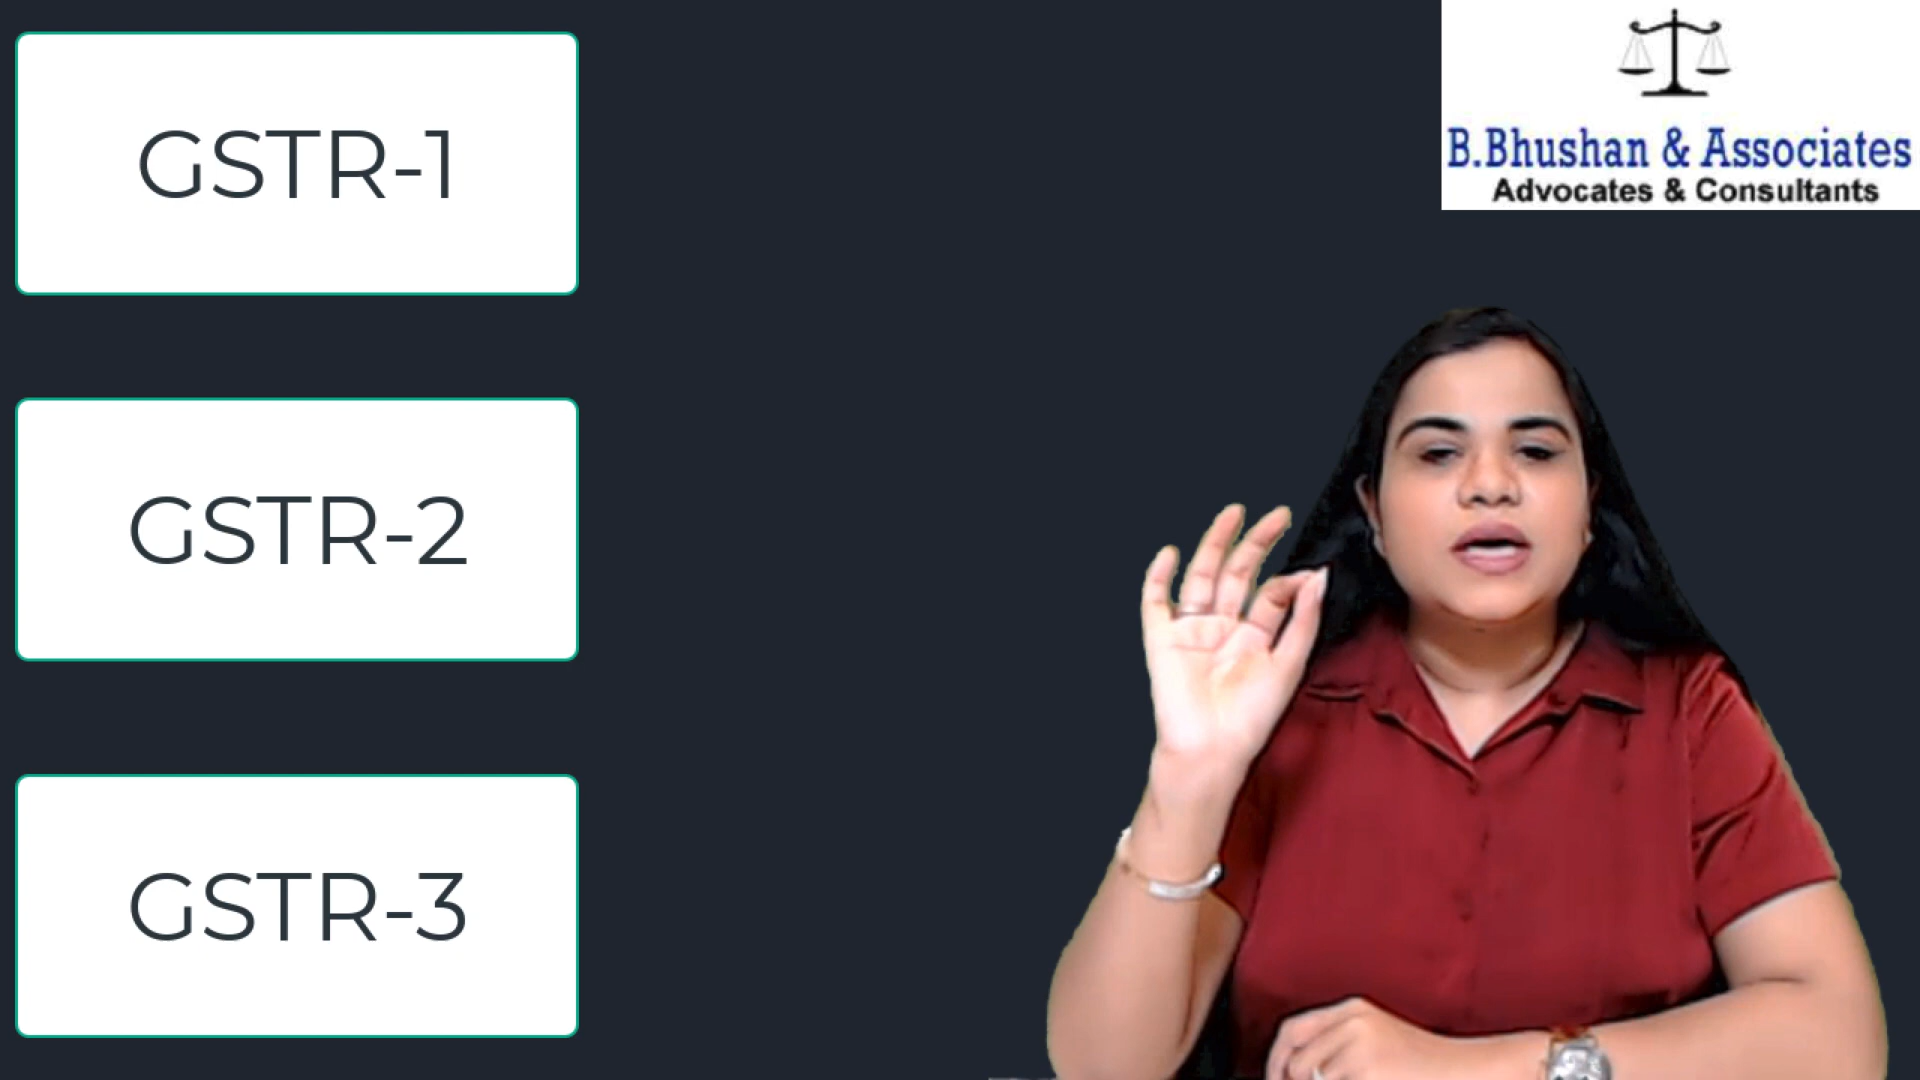 GSTR-1
B.Bhushan & Associates
Advocates & Consultants
GSTR-2
GSTR-3